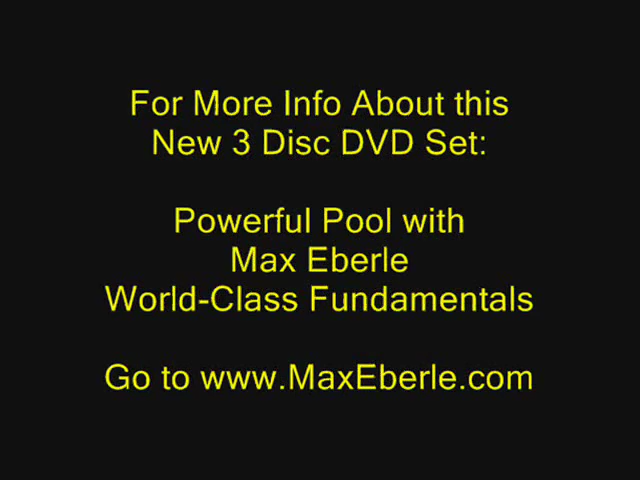 For More Info About this
New 3 Disc DVD Set:
Powerful Pool with
Max Eberle
World-Class Fundamentals
Go to www.MaxEberle.com